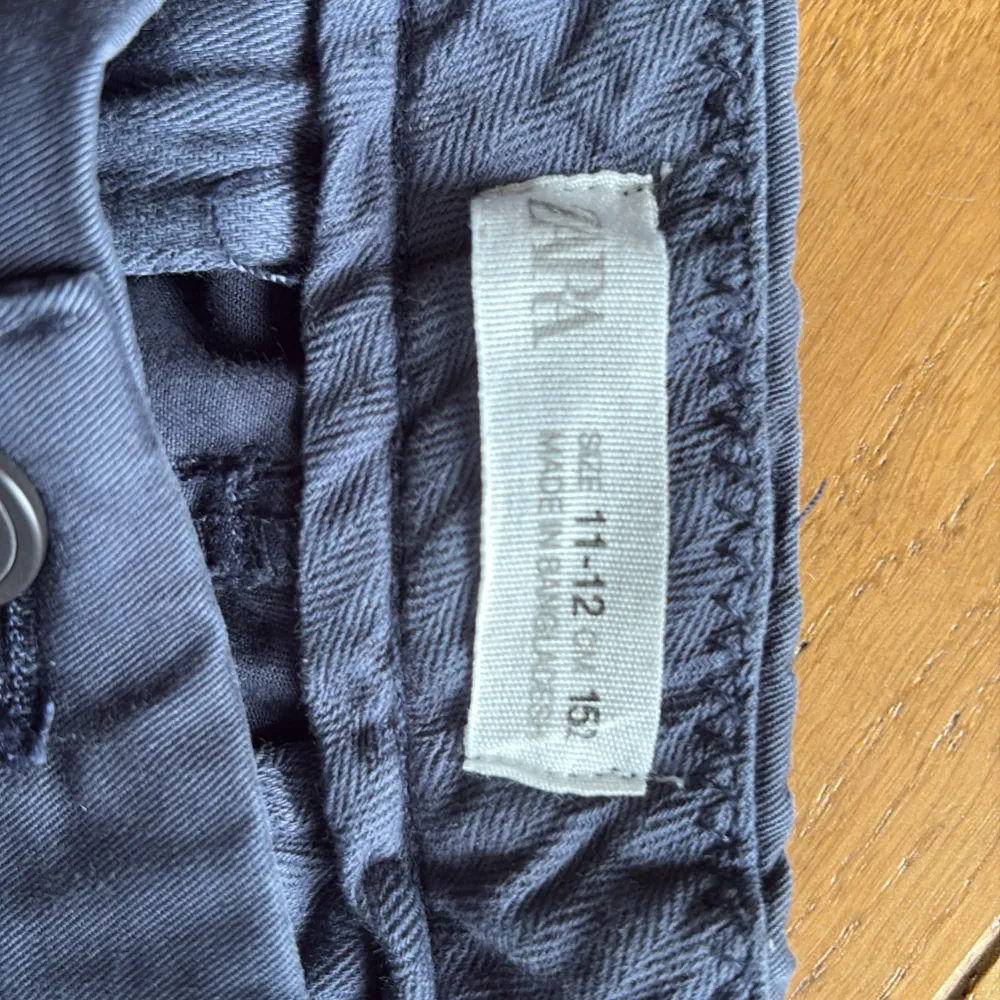 ZARA
SIZE 11-12 CM 152
MADE IN BANGLADESH